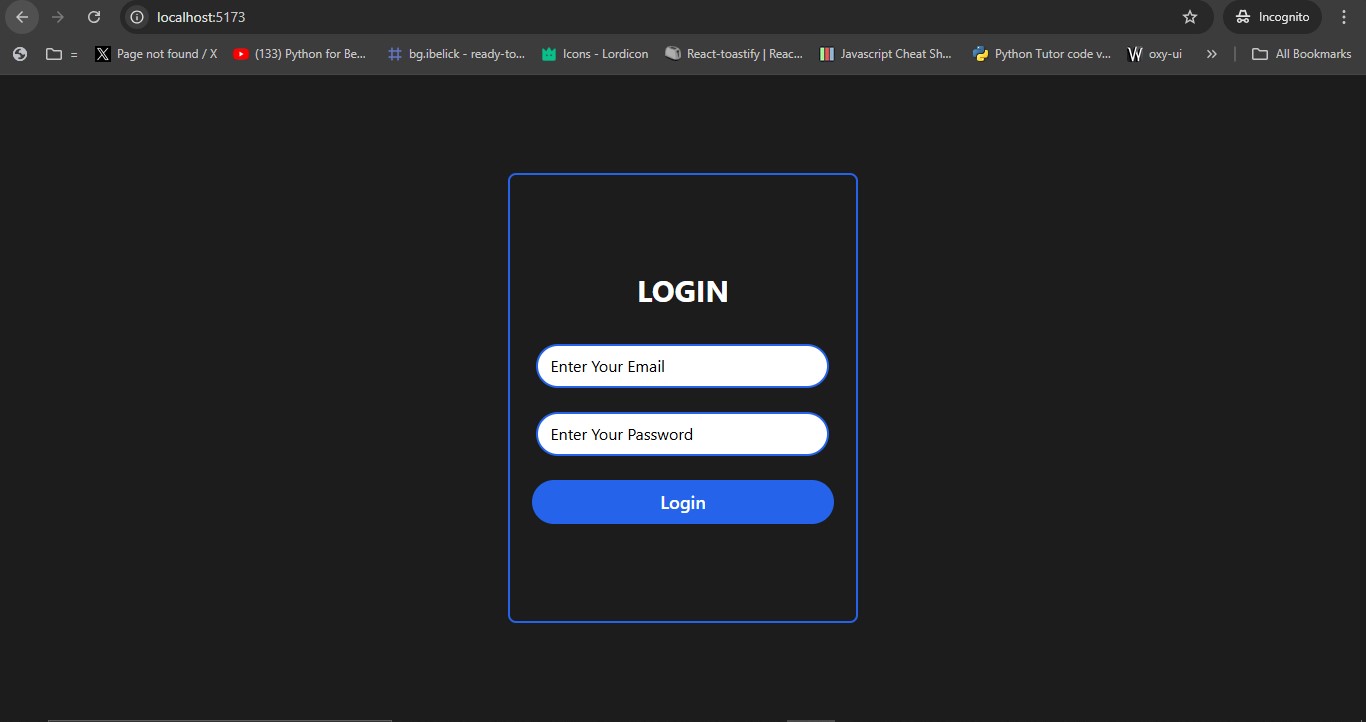 localhost:5173
Incognito
= Page not found / X (133) Python for Be... bg.ibelick - ready-to... Icons - Lordicon React-toastify | Reac... Javascript Cheat Sh... Python Tutor code v... oxy-ui » All Bookmarks
LOGIN
Enter Your Email
Enter Your Password
Login